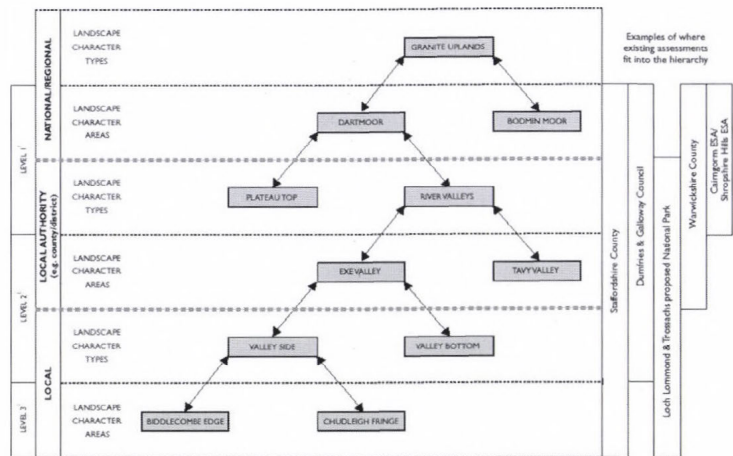 LANDSCAPE
CHARACTER
TYPES
GRANITE UPLANDS
Examples of where
existing assessments
fit into the hierarchy
NATIONAL/REGIONAL
LANDSCAPE
CHARACTER
AREAS
DARTMOOR
BODMIN MOOR
LEVEL 1
LANDSCAPE
CHARACTER
TYPES
PLATEAU TOP
RIVER VALLEYS
LOCAL AUTHORITY
(e.g. county/district)
LANDSCAPE
CHARACTER
AREAS
EXE VALLEY
TAVY VALLEY
LEVEL 2
LANDSCAPE
CHARACTER
TYPES
VALLEY SIDE
VALLEY BOTTOM
LOCAL
LANDSCAPE
CHARACTER
AREAS
BIDDLECOMBE EDGE
CHUDLEIGH FRINGE
LEVEL 3
Staffordshire County
Dumfries & Galloway Council
Loch Lommond & Trossachs proposed National Park
Warwickshire County
Cairngorm ESA/
Shropshire Hills ESA